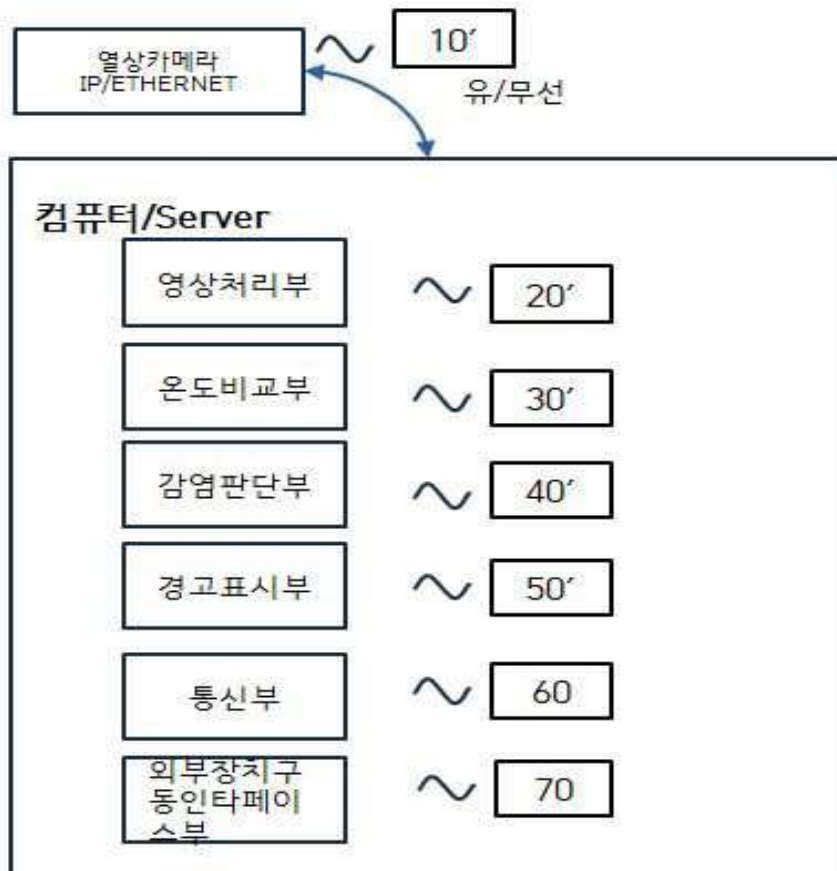 열상카메라
IP/ETHERNET
10′
유/무선
컴퓨터/Server
영상처리부
20′
온도비교부
30′
감염판단부
40′
경고표시부
50′
통신부
60
외부장치구
동인타페이
스부
70